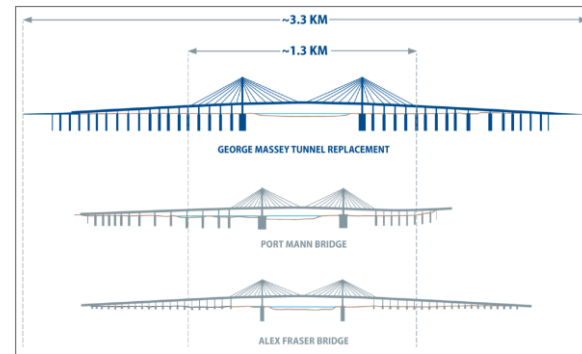 ~3.3 KM
~1.3 KM
GEORGE MASSEY TUNNEL REPLACEMENT
PORT MANN BRIDGE
ALEX FRASER BRIDGE